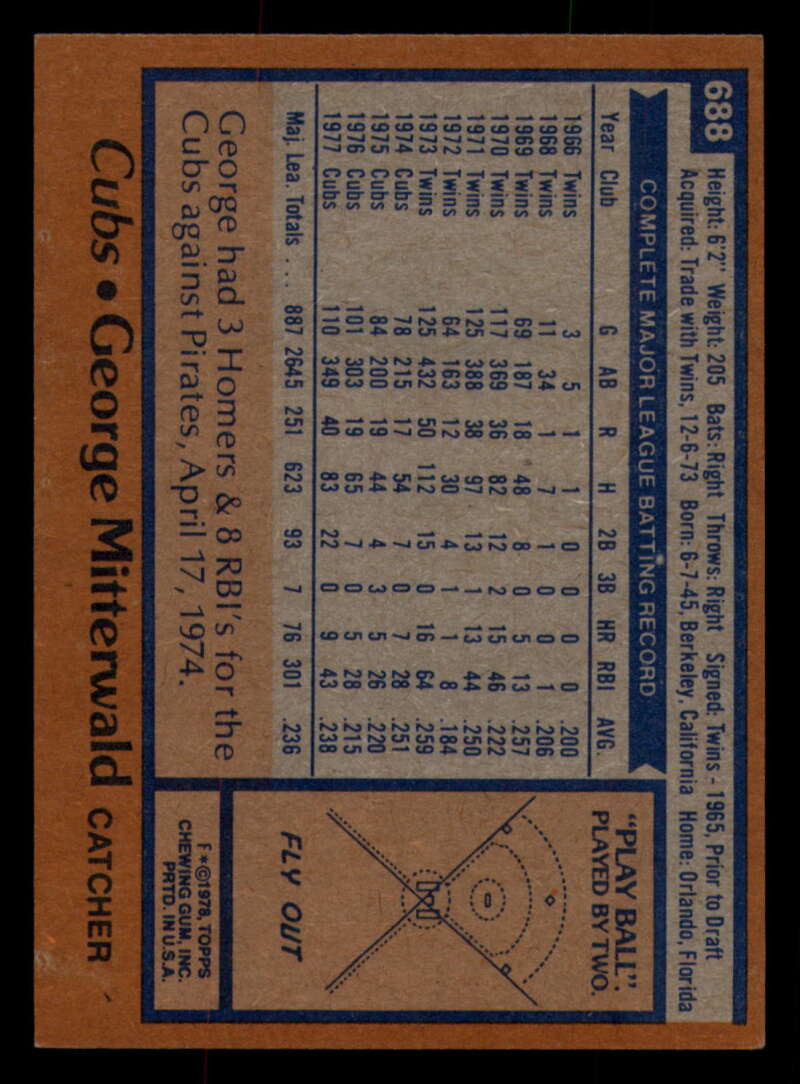 688
Height: 6'2" Weight: 205 Bats: Right Throws: Right Signed: Twins - 1965, Prior to Draft
Acquired: Trade with Twins, 12-6-73 Born: 6-7-45, Berkeley, California Home: Orlando, Florida
COMPLETE MAJOR LEAGUE BATTING RECORD
Year Club G AB R H 2B 3B HR RBI AVG.
1966 Twins 3 5 1 1 0 0 0 0 .200
1968 Twins 11 34 1 7 1 0 0 1 .206
1969 Twins 69 187 18 48 8 0 5 13 .257
1970 Twins 117 369 36 82 12 2 15 46 .222
1971 Twins 125 388 38 97 13 1 13 44 .250
1972 Twins 64 163 12 30 4 1 1 8 .184
1973 Twins 125 432 50 112 15 0 16 64 .259
1974 Cubs 78 215 17 54 7 0 7 28 .251
1975 Cubs 84 200 19 44 4 3 5 26 .220
1976 Cubs 101 303 19 65 7 0 5 28 .215
1977 Cubs 110 349 40 83 22 0 9 43 .238
Maj. Lea. Totals . . . 887 2645 251 623 93 7 76 301 .236
George had 3 Homers & 8 RBI's for the
Cubs against Pirates, April 17, 1974.
"PLAY BALL".
PLAYED BY TWO.
FLY OUT
F*©1978, TOPPS
CHEWING GUM, INC.
PRTD. IN U.S.A.
Cubs • George Mitterwald CATCHER